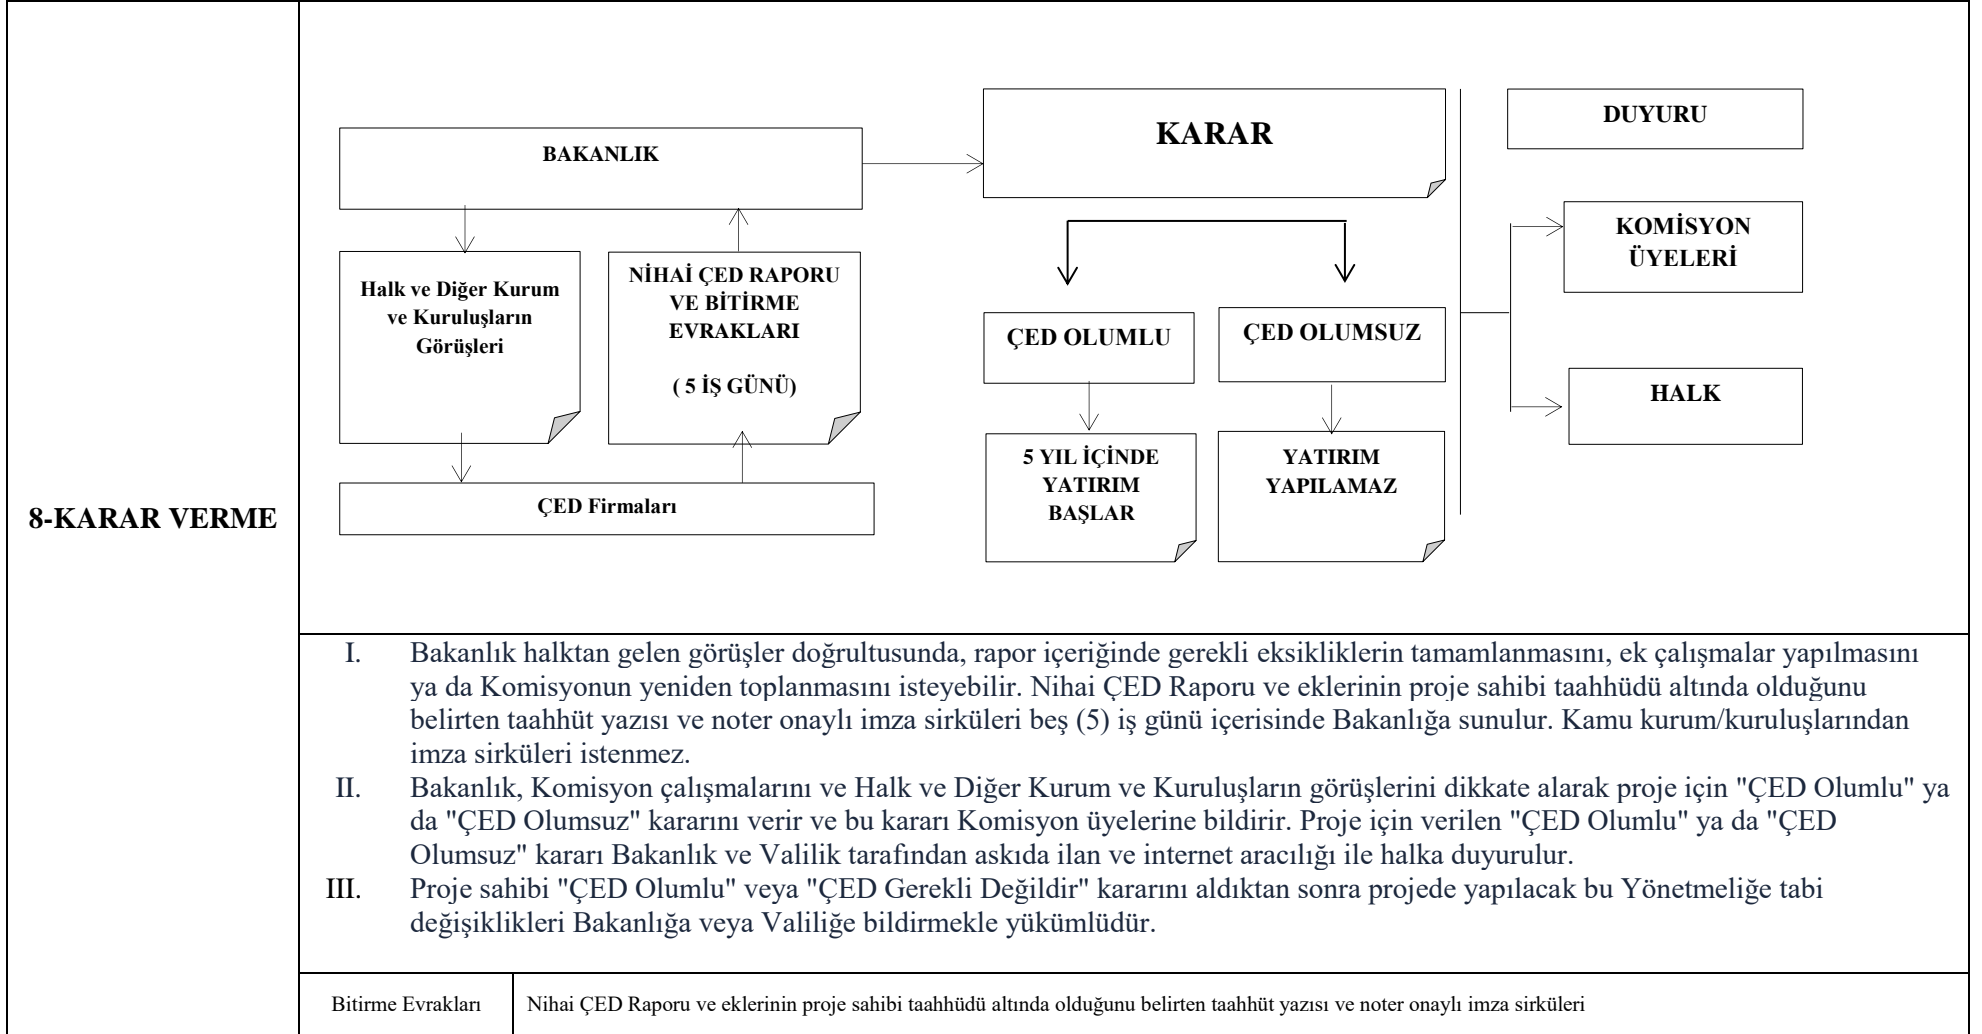 8-KARAR VERME
BAKANLIK
Halk ve Diğer Kurum
ve Kuruluşların
Görüşleri
NİHAİ ÇED RAPORU
VE BİTİRME
EVRAKLARI
( 5 İŞ GÜNÜ)
ÇED Firmaları
KARAR
ÇED OLUMLU
ÇED OLUMSUZ
5 YIL İÇİNDE
YATIRIM
BAŞLAR
YATIRIM
YAPILAMAZ
DUYURU
KOMİSYON
ÜYELERİ
HALK
I. Bakanlık halktan gelen görüşler doğrultusunda, rapor içeriğinde gerekli eksikliklerin tamamlanmasını, ek çalışmalar yapılmasını
ya da Komisyonun yeniden toplanmasını isteyebilir. Nihai ÇED Raporu ve eklerinin proje sahibi taahhüdü altında olduğunu
belirten taahhüt yazısı ve noter onaylı imza sirküleri beş (5) iş günü içerisinde Bakanlığa sunulur. Kamu kurum/kuruluşlarından
imza sirküleri istenmez.
II. Bakanlık, Komisyon çalışmalarını ve Halk ve Diğer Kurum ve Kuruluşların görüşlerini dikkate alarak proje için "ÇED Olumlu" ya
da "ÇED Olumsuz" kararını verir ve bu kararı Komisyon üyelerine bildirir. Proje için verilen "ÇED Olumlu" ya da "ÇED
Olumsuz" kararı Bakanlık ve Valilik tarafından askıda ilan ve internet aracılığı ile halka duyurulur.
III. Proje sahibi "ÇED Olumlu" veya "ÇED Gerekli Değildir" kararını aldıktan sonra projede yapılacak bu Yönetmeliğe tabi
değişiklikleri Bakanlığa veya Valiliğe bildirmekle yükümlüdür.
Bitirme Evrakları
Nihai ÇED Raporu ve eklerinin proje sahibi taahhüdü altında olduğunu belirten taahhüt yazısı ve noter onaylı imza sirküleri